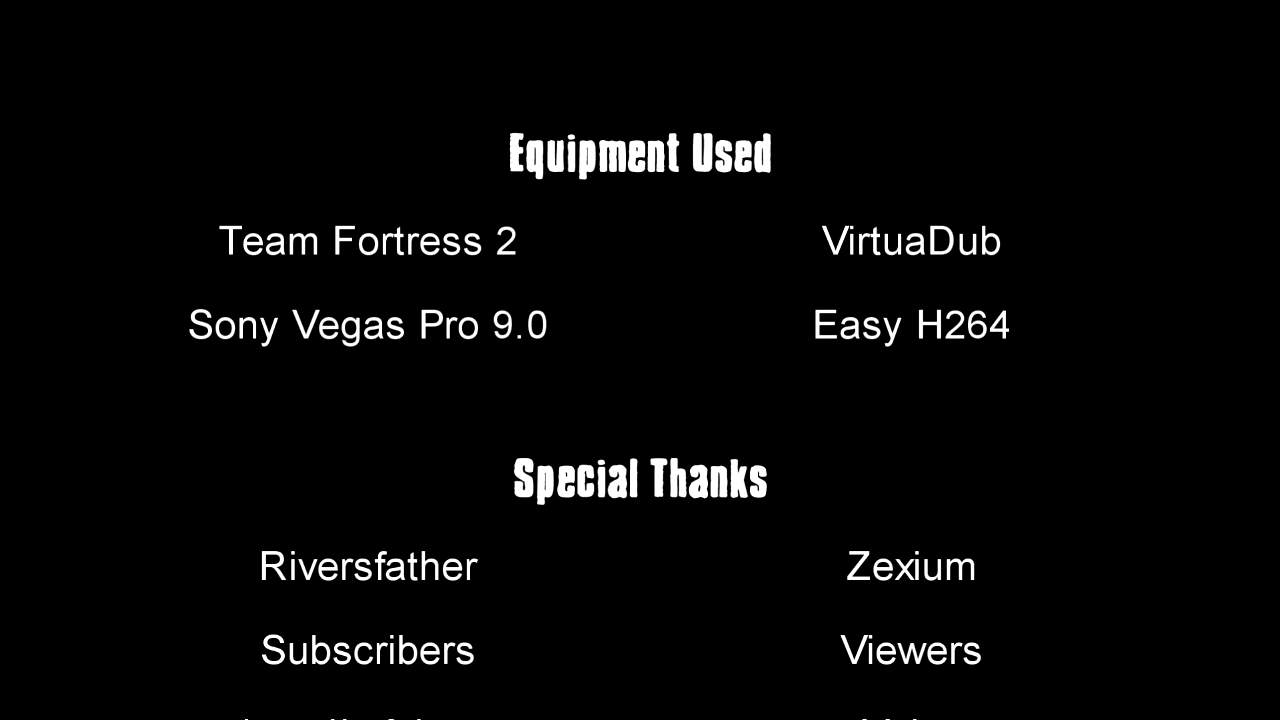 Equipment Used
Team Fortress 2 VirtuaDub
Sony Vegas Pro 9.0 Easy H264
Special Thanks
Riversfather Zexium
Subscribers Viewers